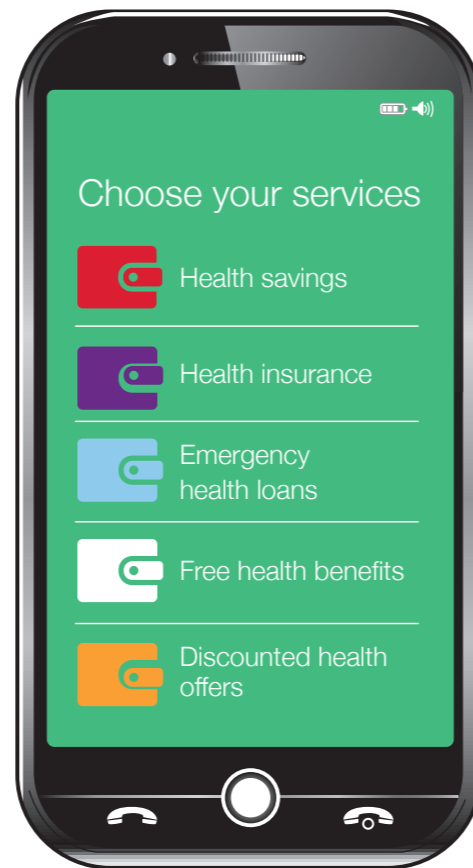 Choose your services
Health savings
Health insurance
Emergency
health loans
Free health benefits
Discounted health
offers